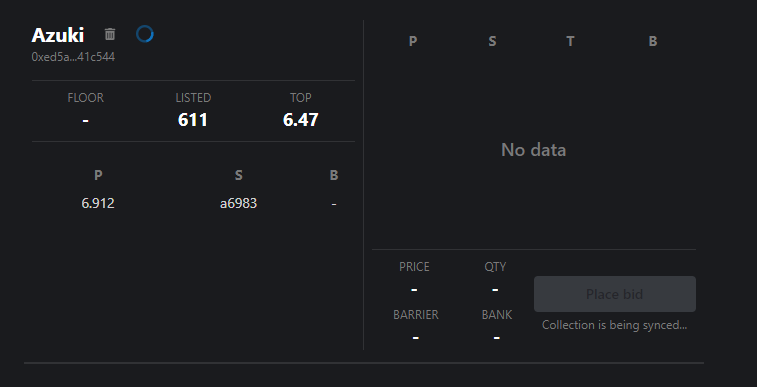 Azuki
0xed5a...41c544
FLOOR LISTED TOP
- 611 6.47
P S B
6.912 a6983 -
P S T B
No data
PRICE QTY
- -
BARRIER BANK
- -
Place bid
Collection is being synced...